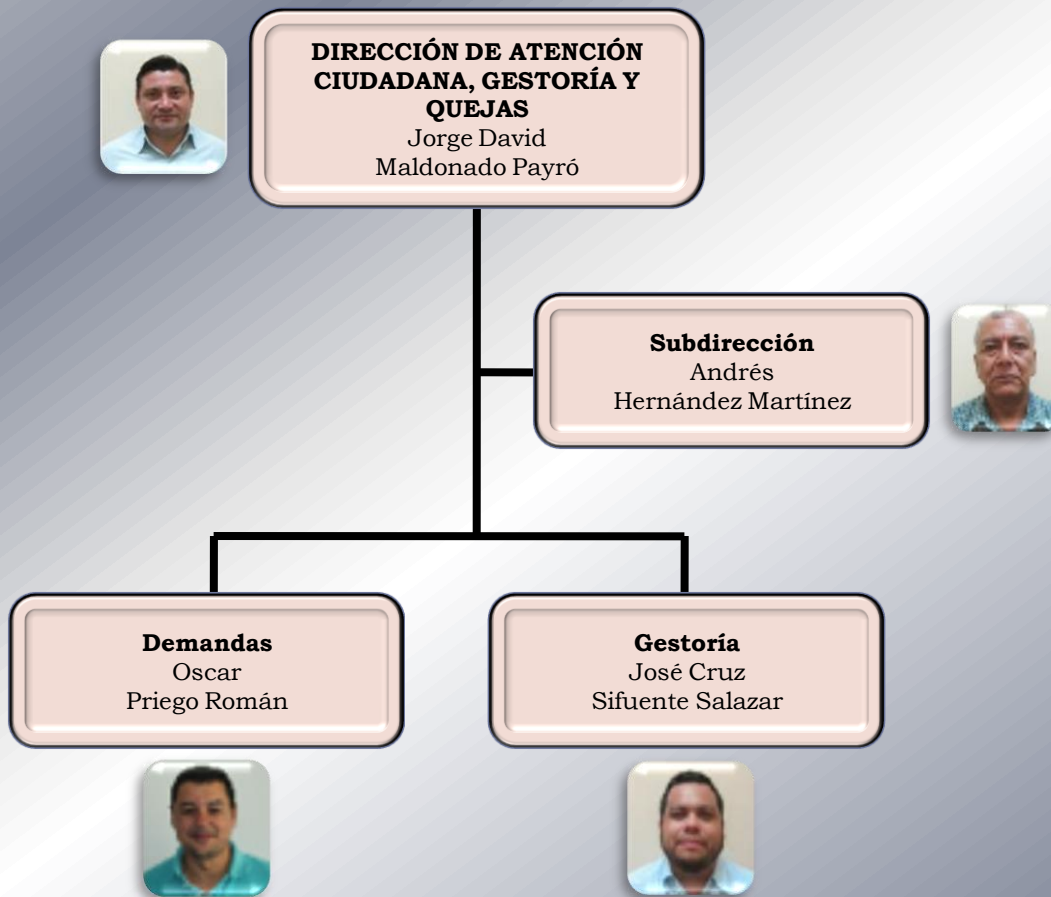 DIRECCIÓN DE ATENCIÓN
CIUDADANA, GESTORÍA Y
QUEJAS
Jorge David
Maldonado Payró
Subdirección
Andrés
Hernández Martínez
Demandas
Oscar
Priego Román
Gestoría
José Cruz
Sifuente Salazar